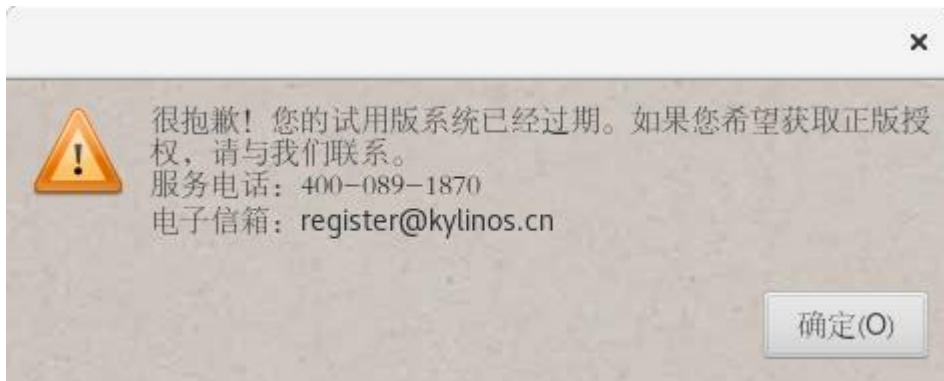 很抱歉！您的试用版系统已经过期。如果您希望获取正版授
权，请与我们联系。
服务电话：400-089-1870
电子信箱：register@kylinos.cn
确定(O)